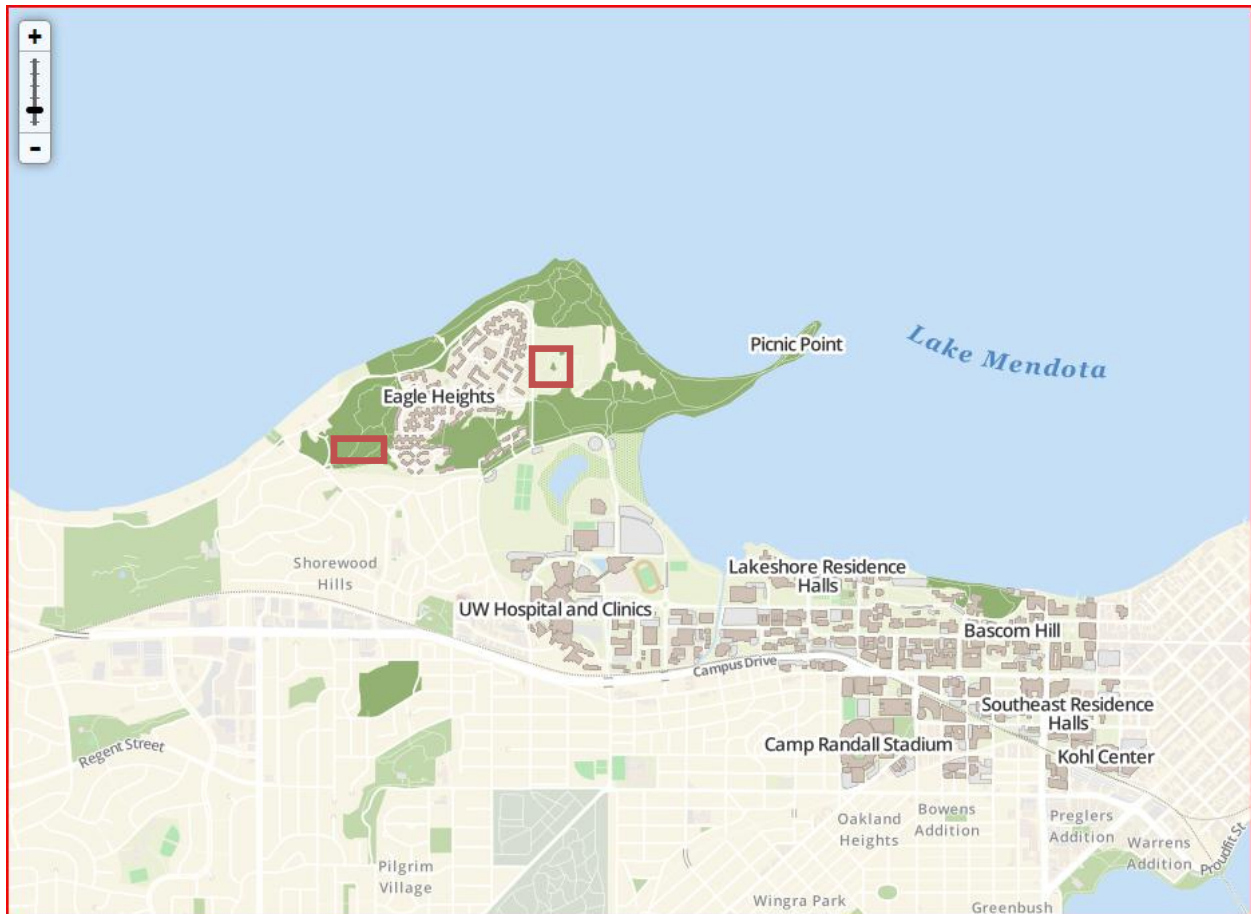 +
-
Picnic Point
Lake Mendota
Eagle Heights
Shorewood
Hills
Lakeshore Residence
Halls
UW Hospital and Clinics
Bascom Hill
Campus Drive
Southeast Residence
Halls
Regent Street
Camp Randall Stadium
Kohl Center
Oakland
Heights
Bowens
Addition
Preglers
Addition
Warrens
Addition
Proudfit St
Pilgrim
Village
Wingra Park
Greenbush